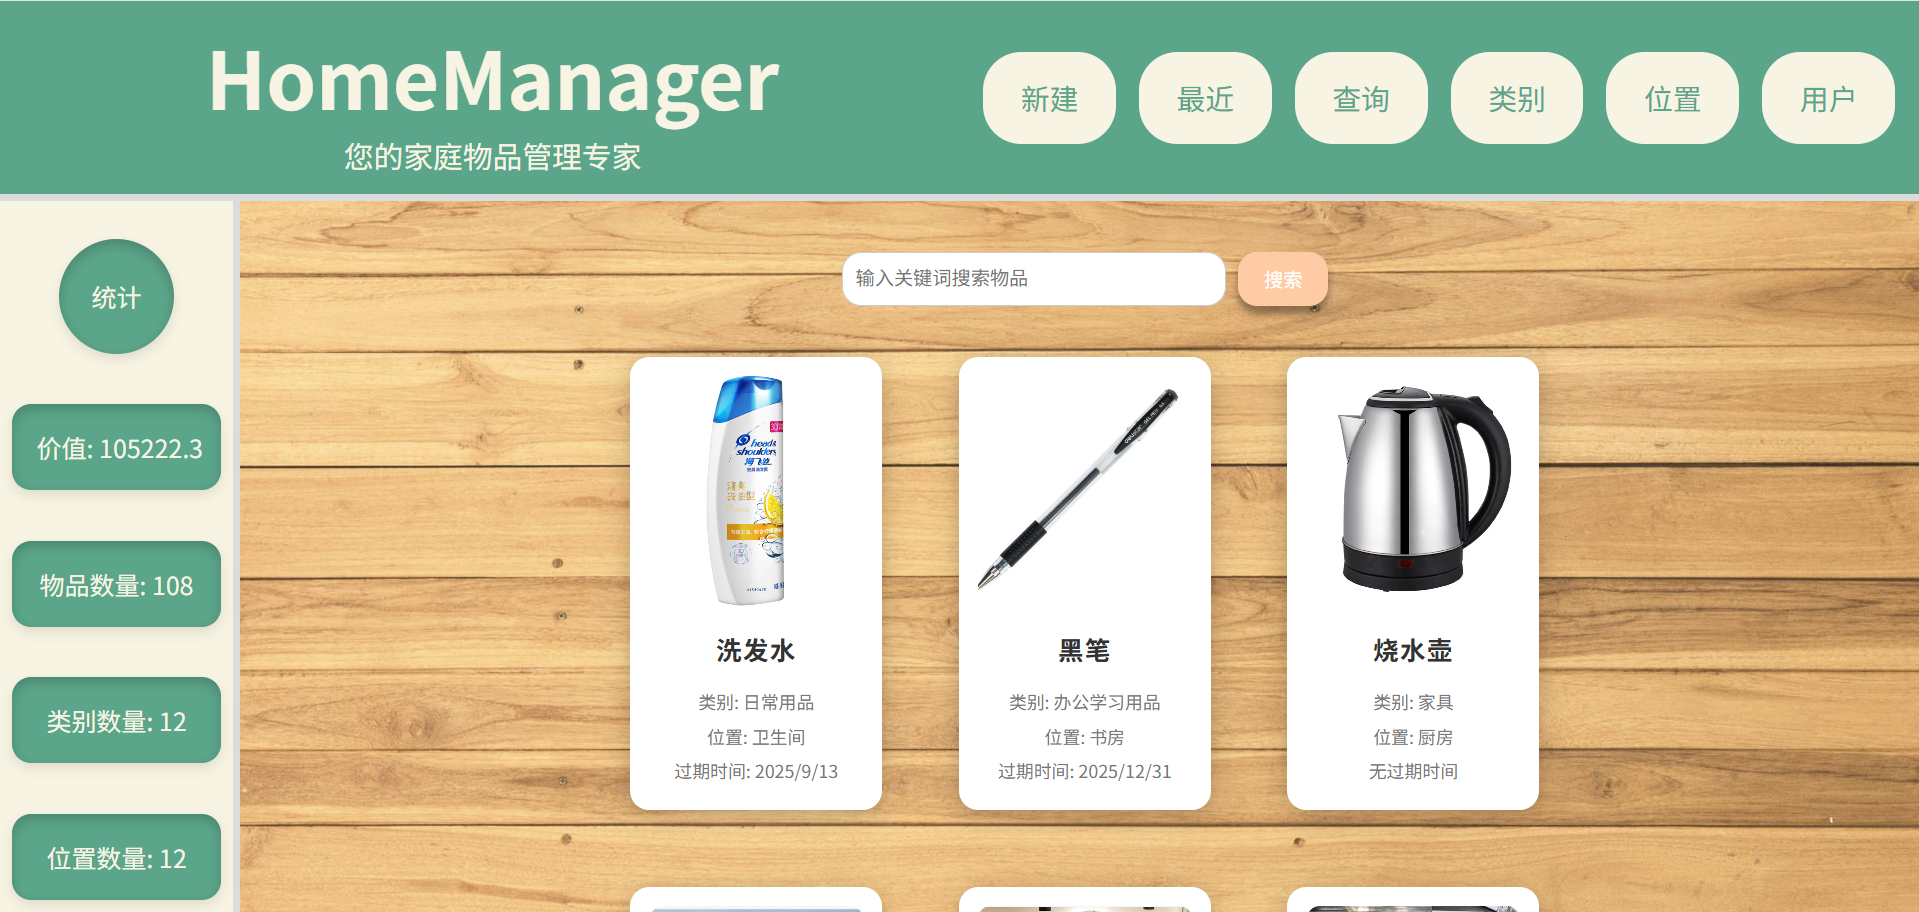 HomeManager
您的家庭物品管理专家
新建
最近
查询
类别
位置
用户
统计
价值: 105222.3
物品数量: 108
类别数量: 12
位置数量: 12
输入关键词搜索物品
搜索
head&
shoulders
海飞丝
洗发水
类别: 日常用品
位置: 卫生间
过期时间: 2025/9/13
黑笔
类别: 办公学习用品
位置: 书房
过期时间: 2025/12/31
烧水壶
类别: 家具
位置: 厨房
无过期时间